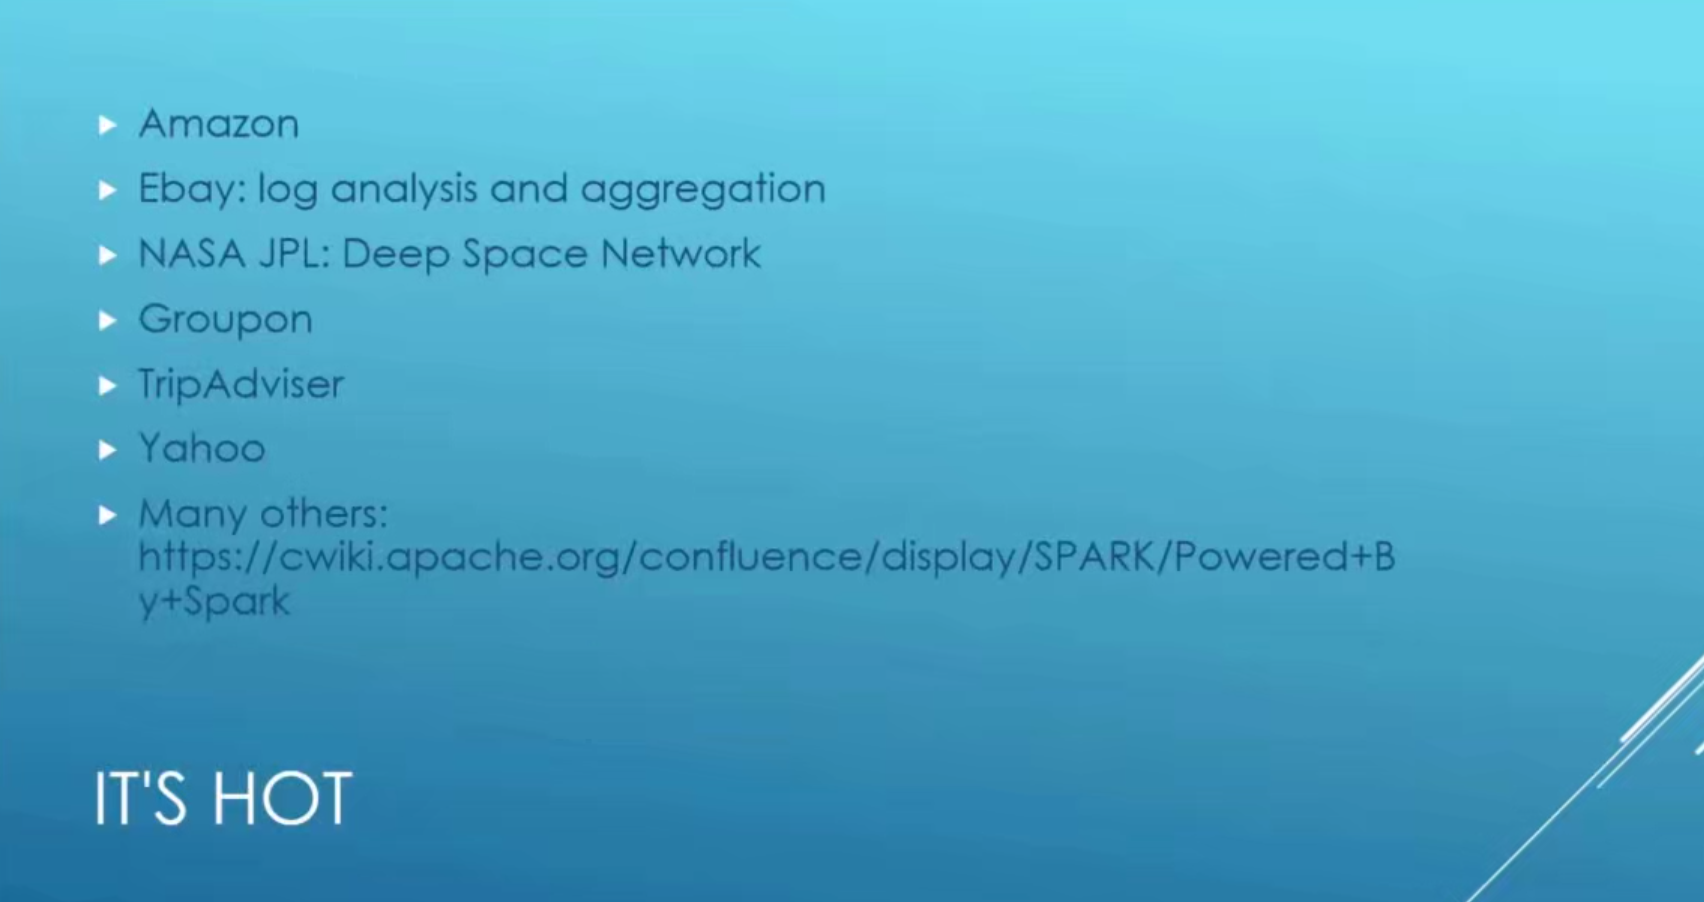 Amazon
Ebay: log analysis and aggregation
NASA JPL: Deep Space Network
Groupon
TripAdviser
Yahoo
Many others:
https://cwiki.apache.org/confluence/display/SPARK/Powered+B
y+Spark
IT'S HOT